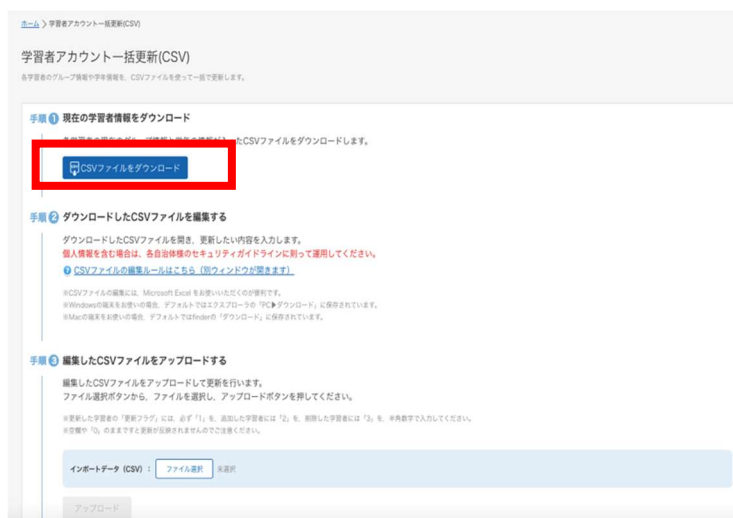 ホーム 〉学習者アカウント一括更新(CSV)
学習者アカウント一括更新(CSV)
各学習者のグループ情報や学年情報を、CSVファイルを使って一括で更新します。
手順 1 現在の学習者情報をダウンロード
たCSVファイルをダウンロードします。
CSVファイルをダウンロード
手順 2 ダウンロードしたCSVファイルを編集する
ダウンロードしたCSVファイルを開き、更新したい内容を入力します。
個人情報を含む場合は、各自治体様のセキュリティガイドラインに則って運用してください。
CSVファイルの編集ルールはこちら（別ウィンドウが開きます）
※CSVファイルの編集には、Microsoft Excel をお使いいただくのが便利です。
※Windowsの端末をお使いの場合、デフォルトではエクスプローラの「PC▶ダウンロード」に保存されています。
※Macの端末をお使いの場合、デフォルトではfinderの「ダウンロード」に保存されています。
手順 3 編集したCSVファイルをアップロードする
編集したCSVファイルをアップロードして更新を行います。
ファイル選択ボタンから、ファイルを選択し、アップロードボタンを押してください。
※更新した学習者の「更新フラグ」には、必ず「1」を、追加した学習者には「2」を、削除した学習者には「3」を、半角数字で入力してください。
※空欄や「0」のままですと更新が反映されませんのでご注意ください。
インポートデータ (CSV) ： ファイル選択 未選択
アップロード